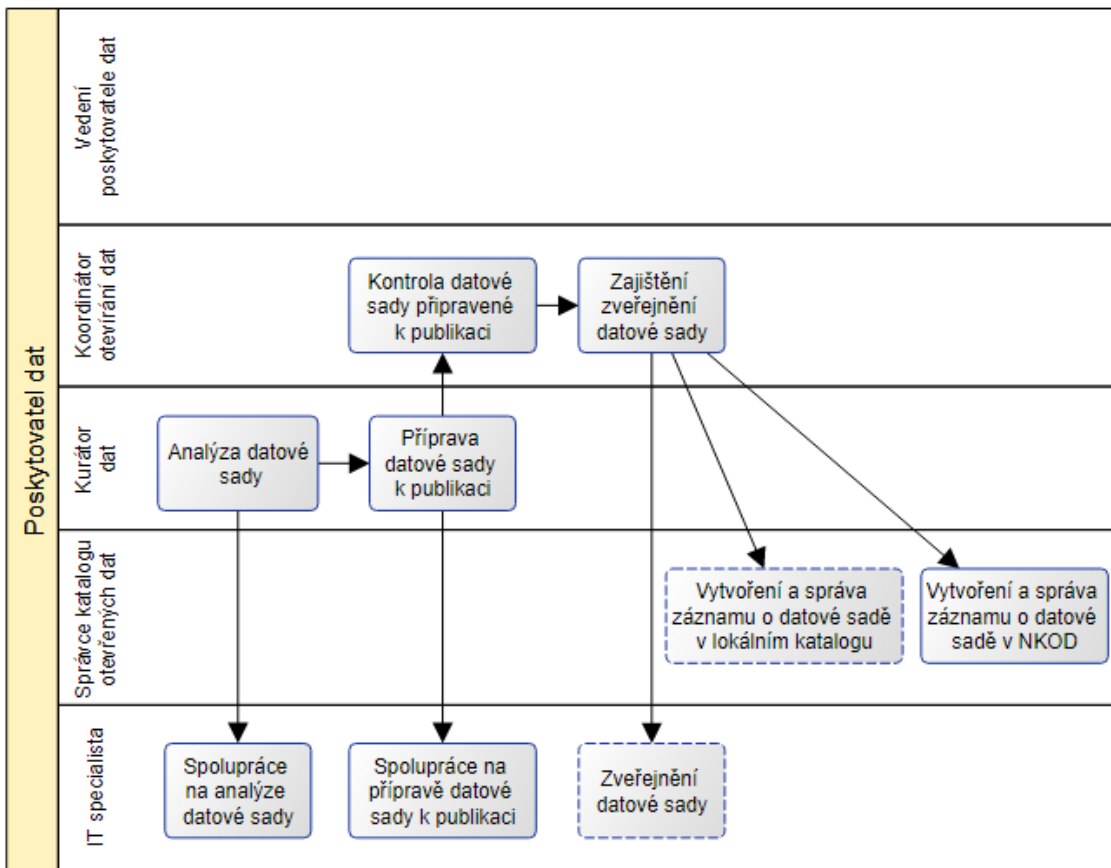 Poskytovatel dat
Vedení
poskytovatele dat
Koordinátor
otevírání dat
Kontrola datové
sady připravené
k publikaci
Zajištění
zveřejnění
datové sady
Kurátor
dat
Analýza datové
sady
Příprava
datové sady
k publikaci
Správce katalogu
otevřených dat
Vytvoření a správa
záznamu o datové sadě
v lokálním katalogu
Vytvoření a správa
záznamu o datové
sadě v NKOD
IT specialista
Spolupráce
na analýze
datové sady
Spolupráce na
přípravě datové
sady k publikaci
Zveřejnění
datové sady